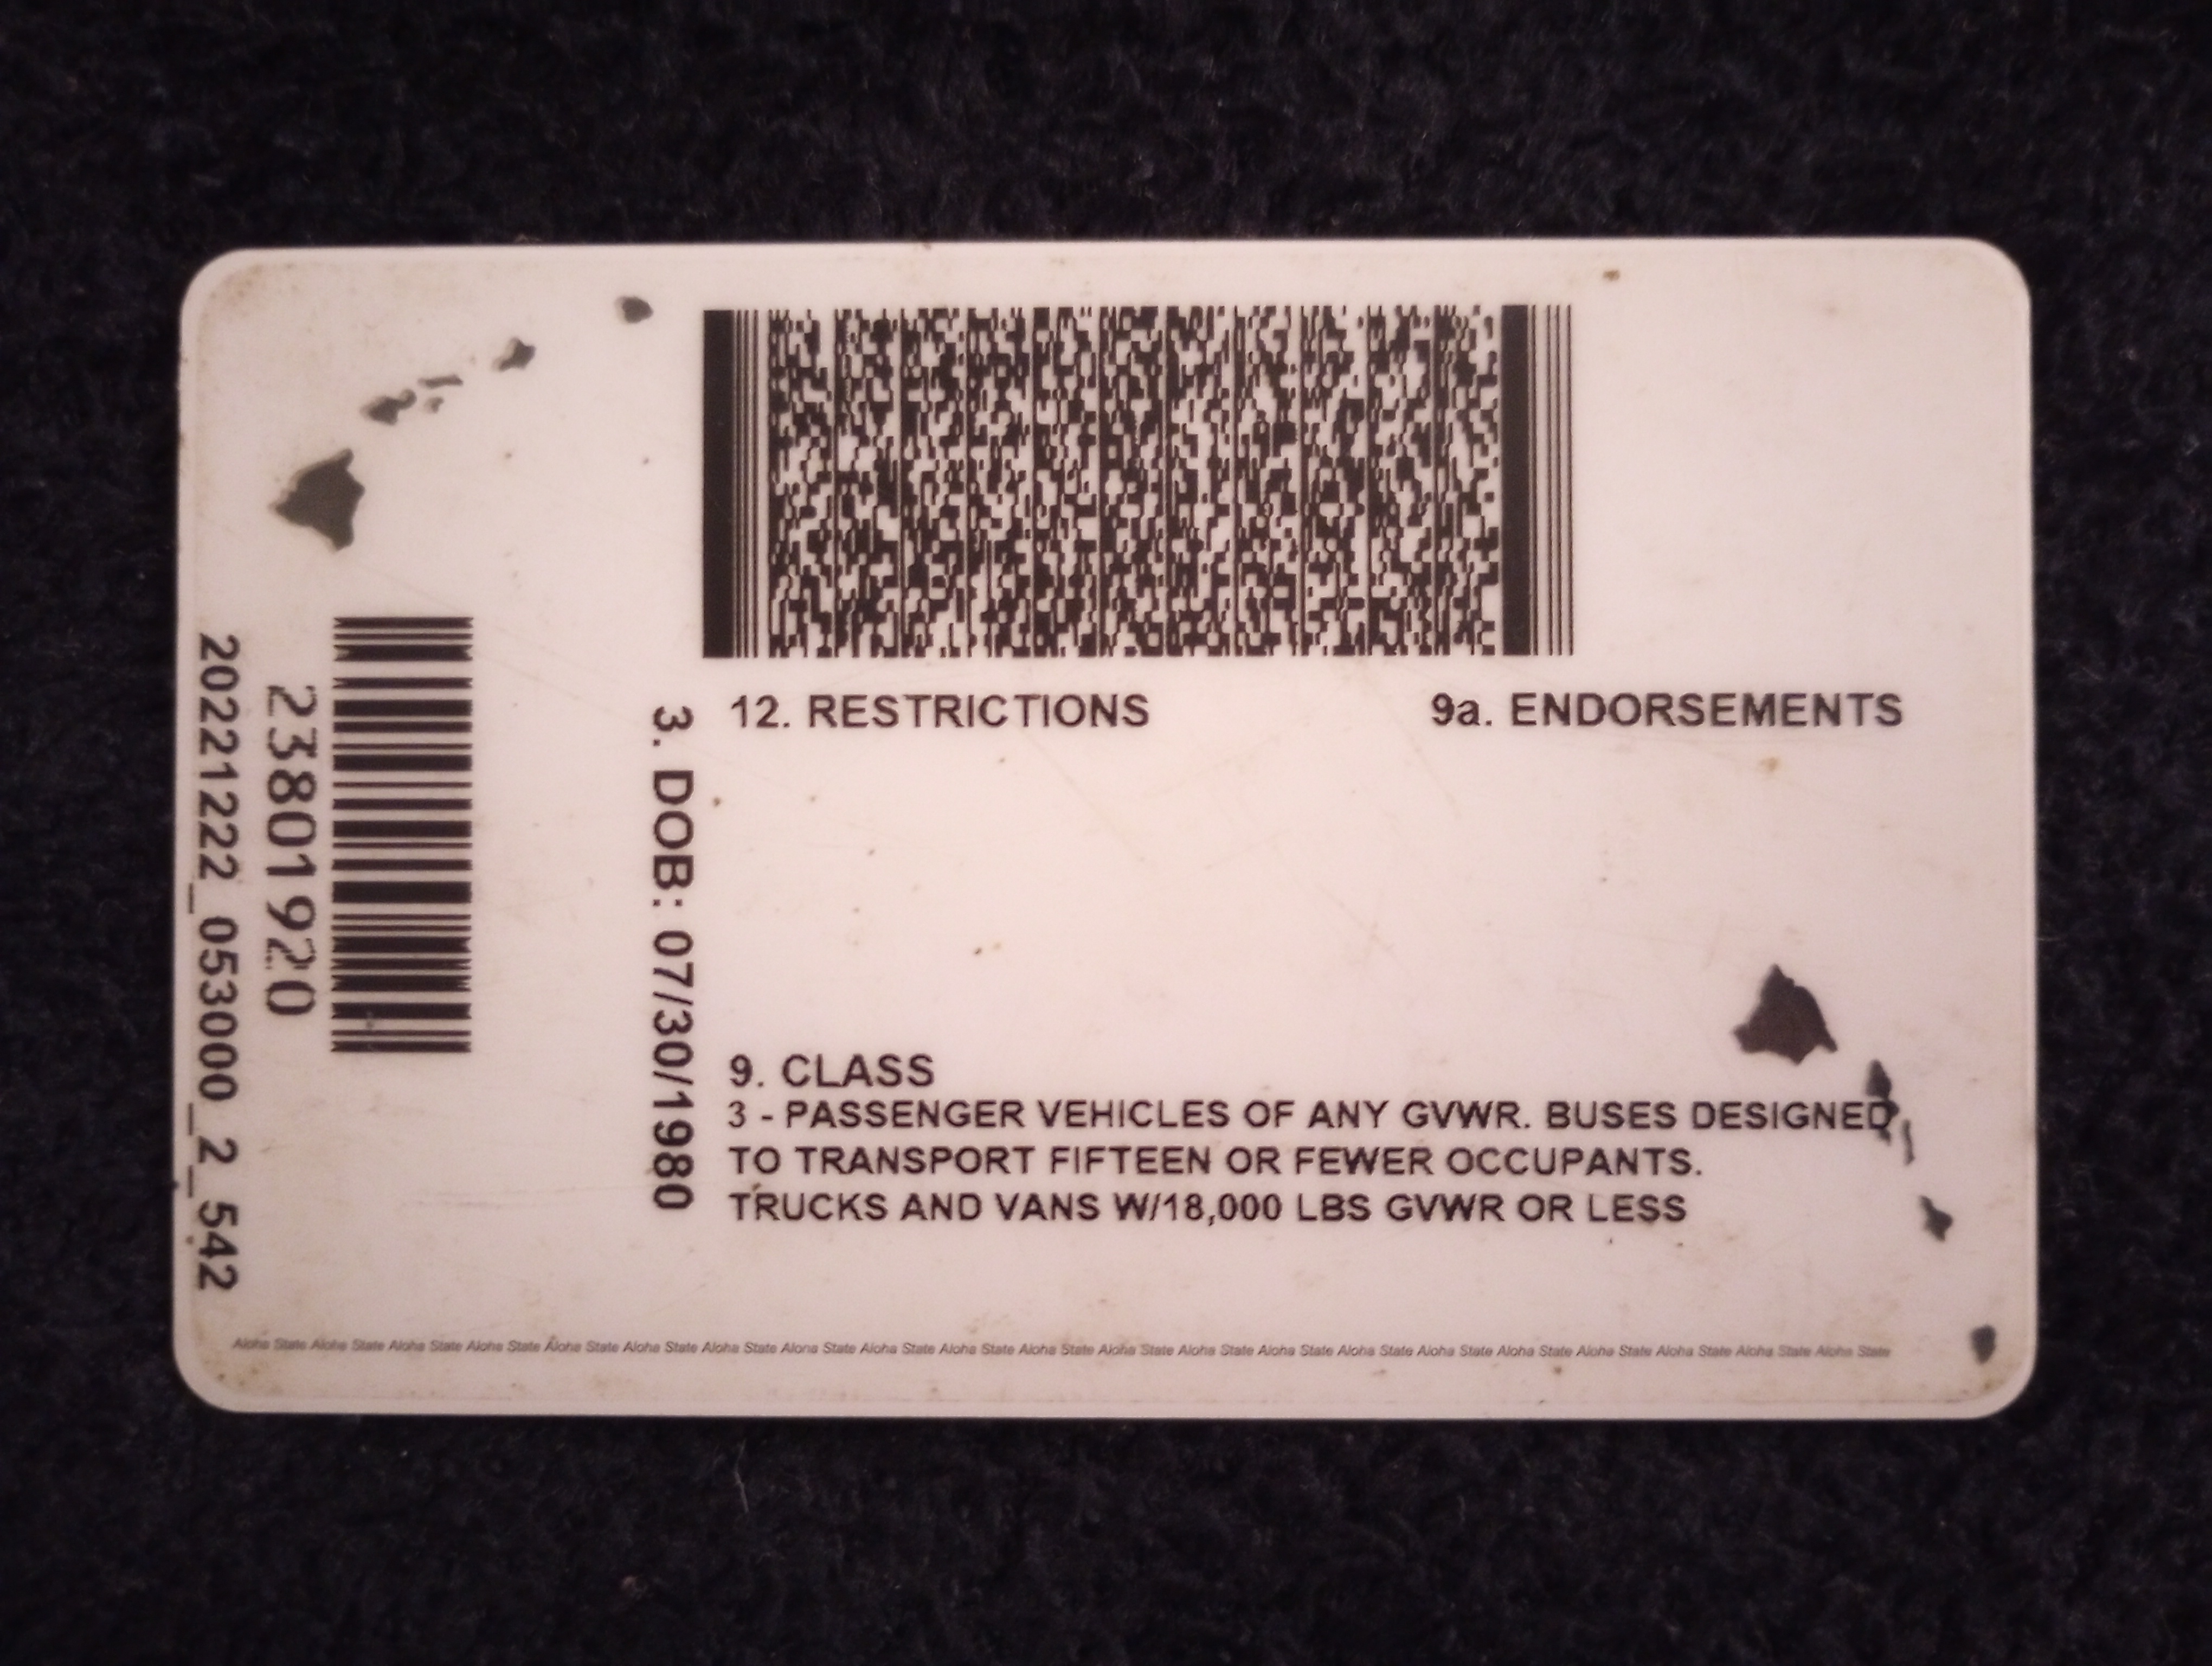 12. RESTRICTIONS
9a. ENDORSEMENTS
3. DOB: 07/30/1980
23801920
20221222_053000_2_542
9. CLASS
3 - PASSENGER VEHICLES OF ANY GVWR. BUSES DESIGNED
TO TRANSPORT FIFTEEN OR FEWER OCCUPANTS.
TRUCKS AND VANS W/18,000 LBS GVWR OR LESS
Aloha State Aloha State Aloha State Aloha State Aloha State Aloha State Aloha State Aloha State Aloha State Aloha State Aloha State Aloha State Aloha State Aloha State Aloha State Aloha State Aloha State Aloha State Aloha State Aloha State Aloha State